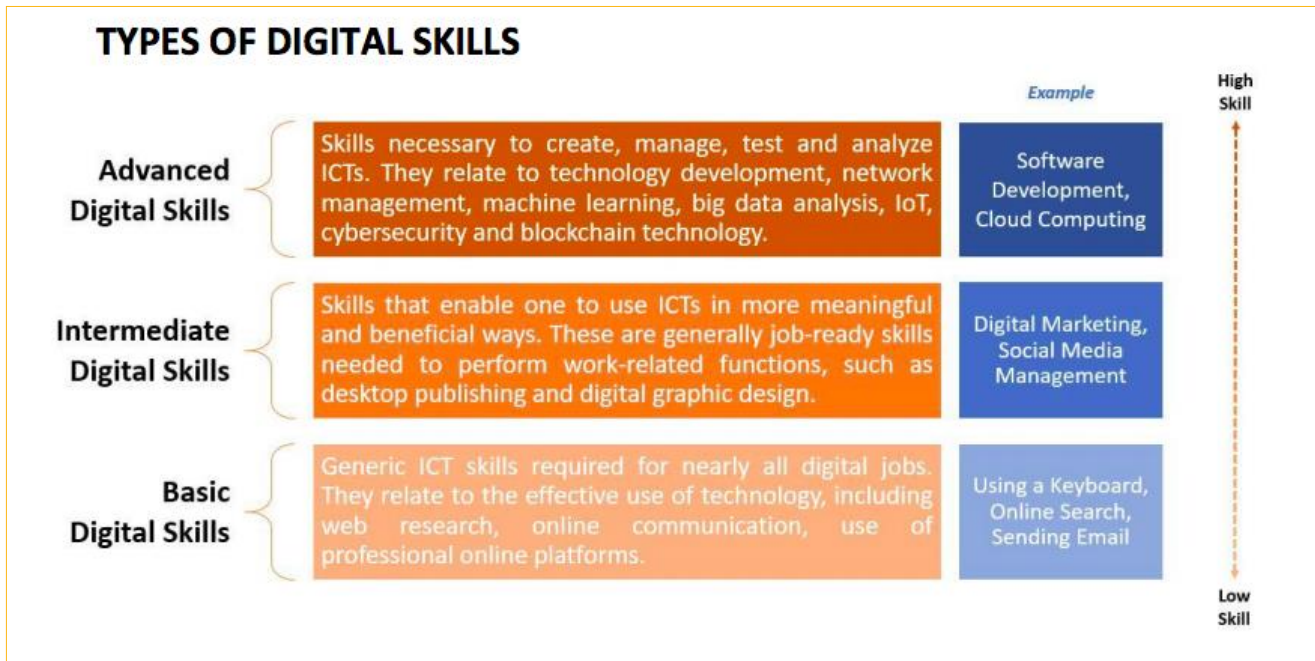 TYPES OF DIGITAL SKILLS
Example
High
Skill
Advanced
Digital Skills
Skills necessary to create, manage, test and analyze
ICTs. They relate to technology development, network
management, machine learning, big data analysis, IoT,
cybersecurity and blockchain technology.
Software
Development,
Cloud Computing
Intermediate
Digital Skills
Skills that enable one to use ICTs in more meaningful
and beneficial ways. These are generally job-ready skills
needed to perform work-related functions, such as
desktop publishing and digital graphic design.
Digital Marketing,
Social Media
Management
Basic
Digital Skills
Generic ICT skills required for nearly all digital jobs.
They relate to the effective use of technology, including
web research, online communication, use of
professional online platforms.
Using a Keyboard,
Online Search,
Sending Email
Low
Skill